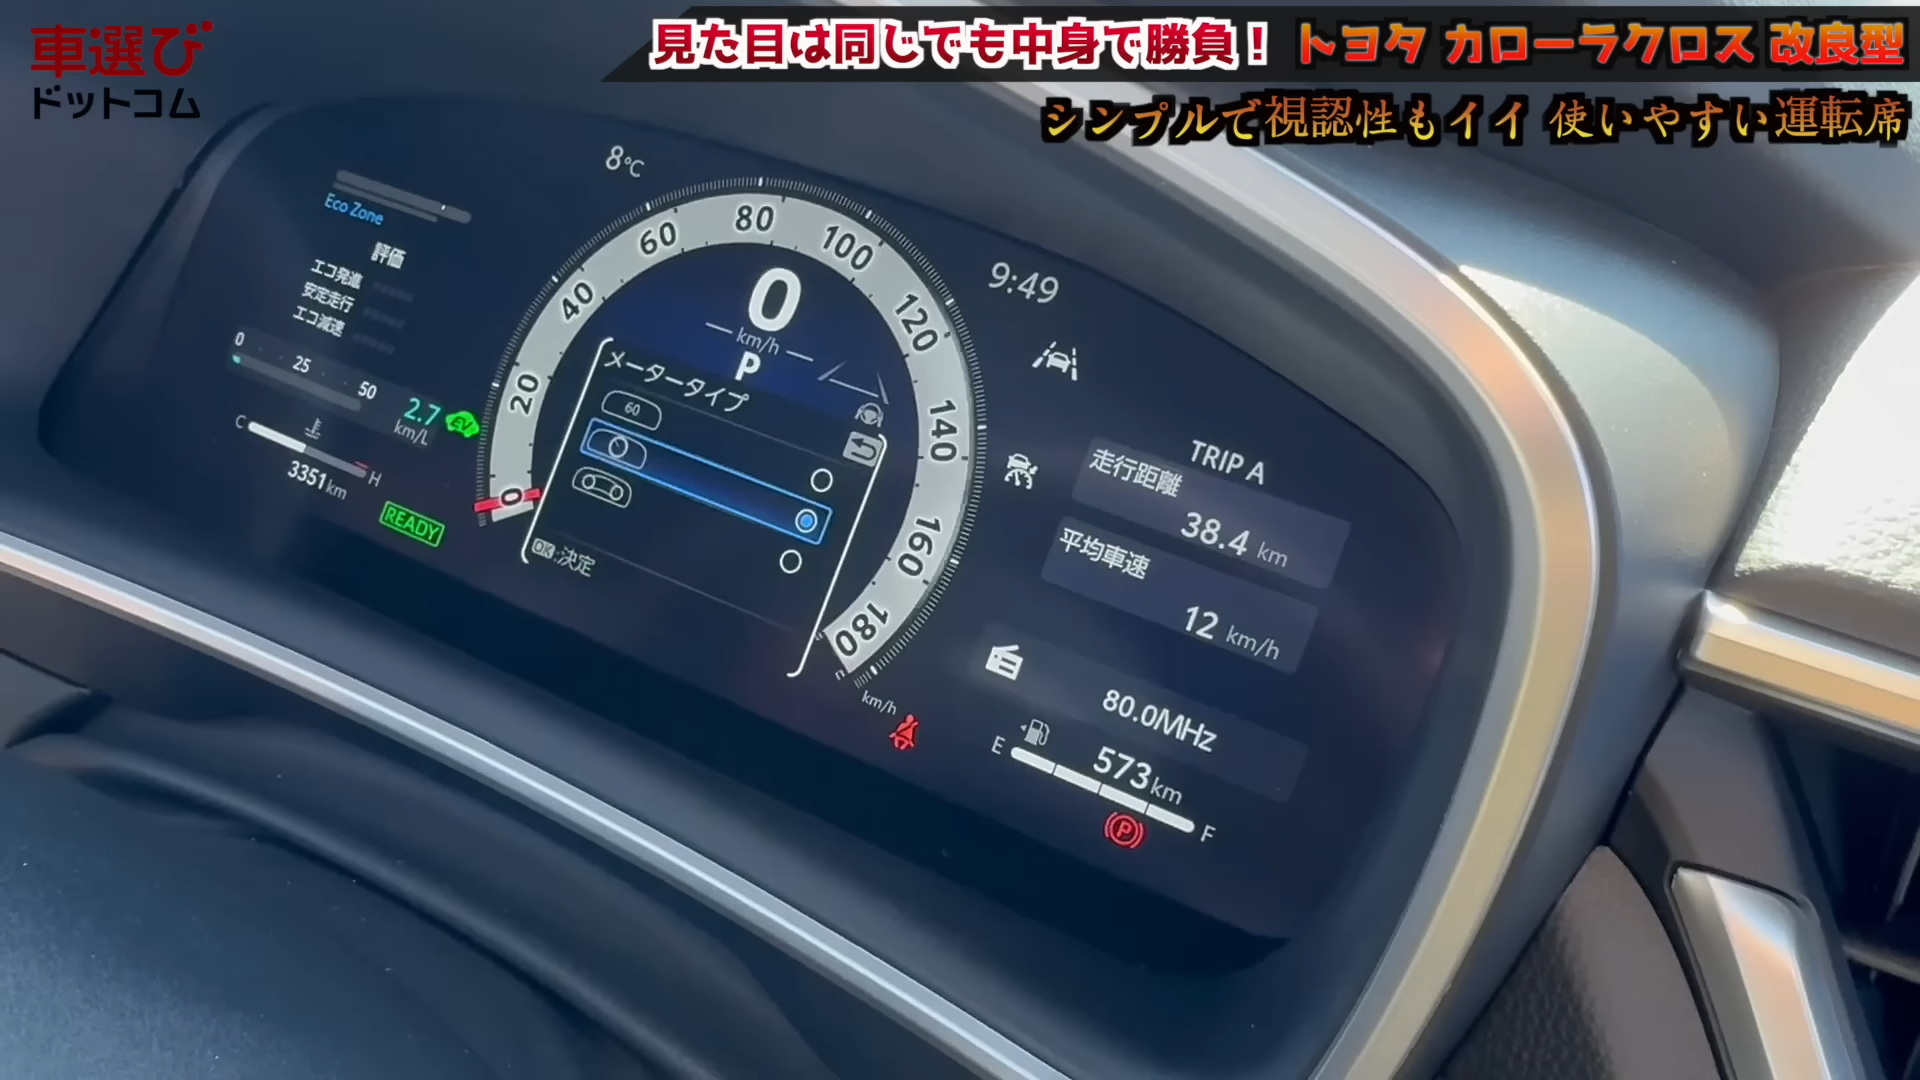 車選び
ドットコム
見た目は同じでも中身で勝負！ トヨタ カローラクロス 改良型
シンプルで視認性もイイ 使いやすい運転席
8℃
Eco Zone
評価
エコ発進
安定走行
エコ減速
0 25 50
2.7
km/L
EV
C H
3351km
READY
0 20 40 60 80 100 120 140 160 180
km/h
0
km/h
P
メータータイプ
60
OK:決定
9:49
TRIP A
走行距離
38.4 km
平均車速
12 km/h
80.0MHz
573km
E F
P